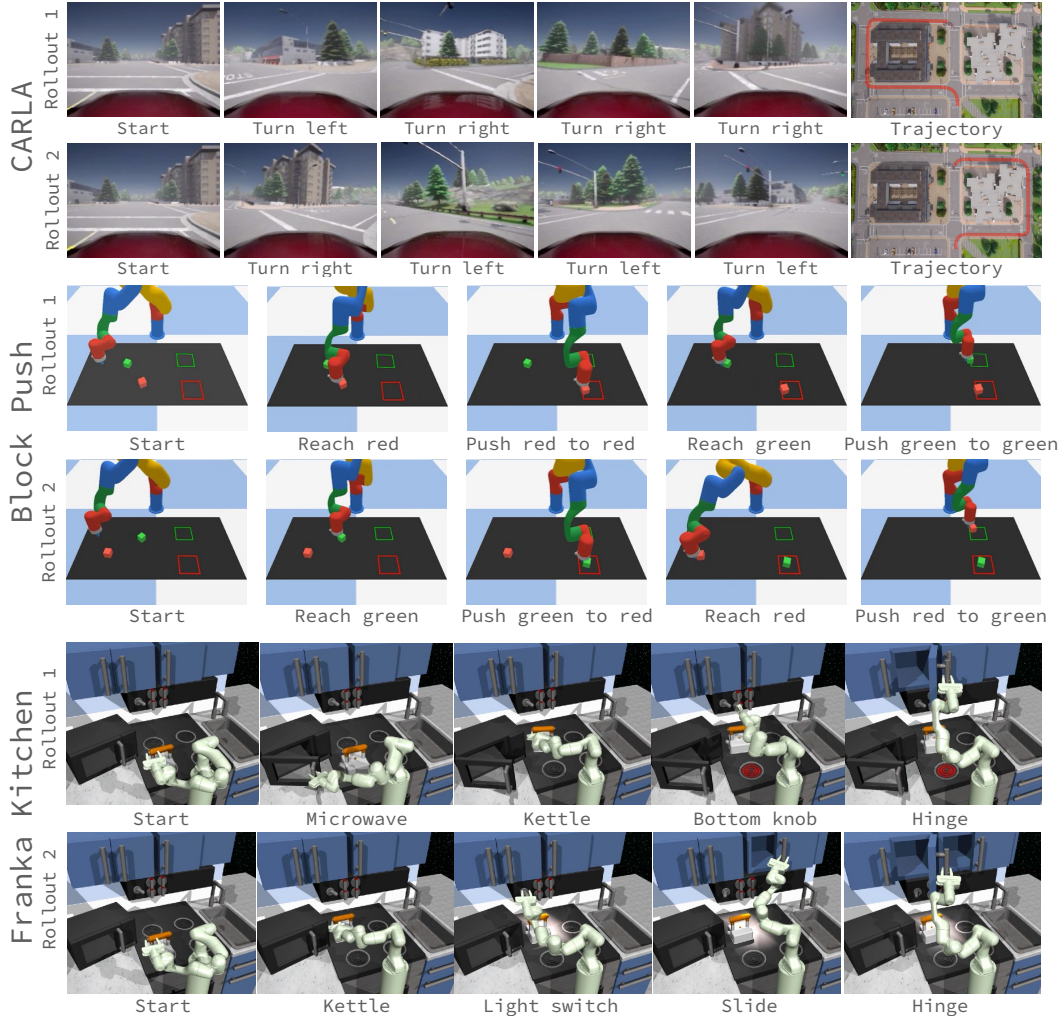 CARLA
Rollout 1
Start
Turn left
Turn right
Turn right
Turn right
Trajectory
Rollout 2
Start
Turn right
Turn left
Turn left
Turn left
Trajectory
Block Push
Rollout 1
Start
Reach red
Push red to red
Reach green
Push green to green
Rollout 2
Start
Reach green
Push green to red
Reach red
Push red to green
Franka Kitchen
Rollout 1
Start
Microwave
Kettle
Bottom knob
Hinge
Rollout 2
Start
Kettle
Light switch
Slide
Hinge